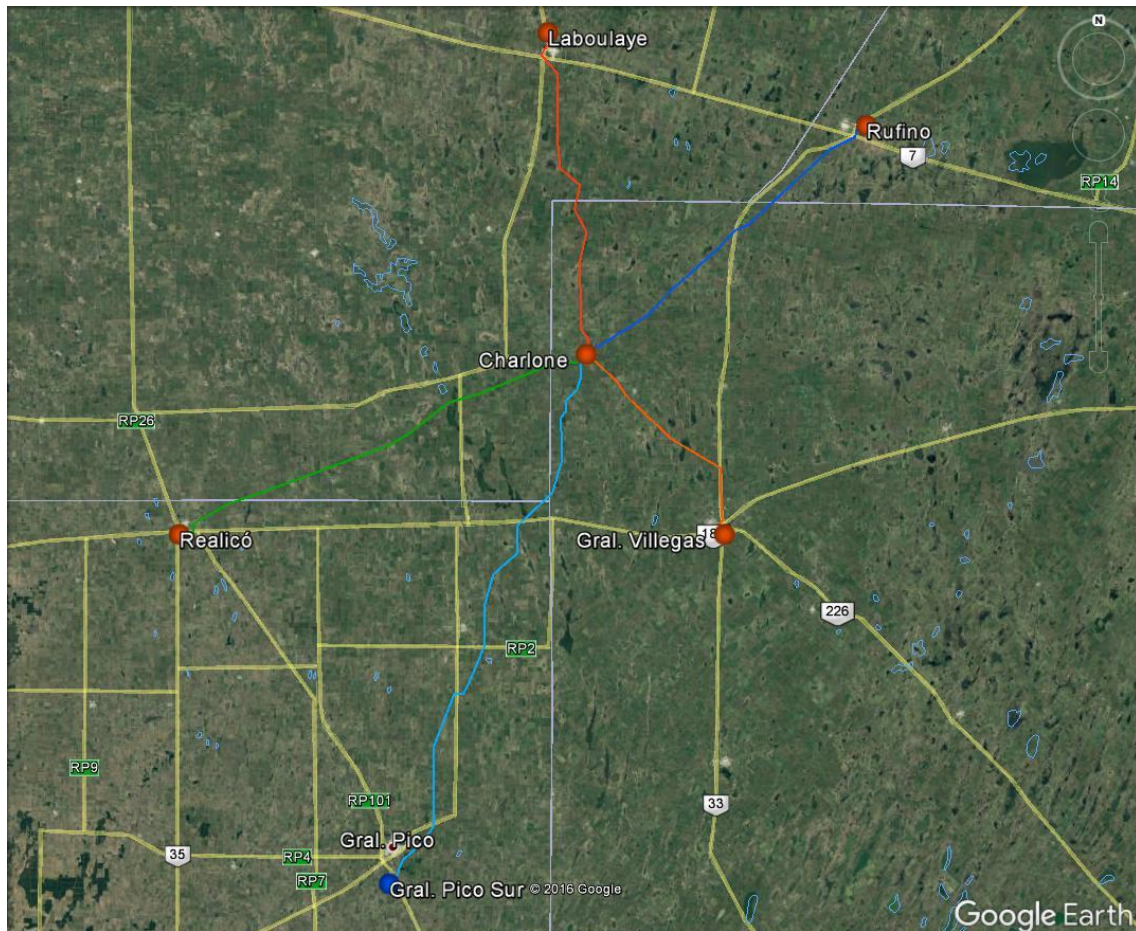 N
Laboulaye
Rufino
7
RP14
Charlone
RP26
Realicó
Gral. Villegas
18
226
RP2
RP9
RP101
33
Gral. Pico
35
RP4
RP7
Gral. Pico Sur
© 2016 Google
Google Earth